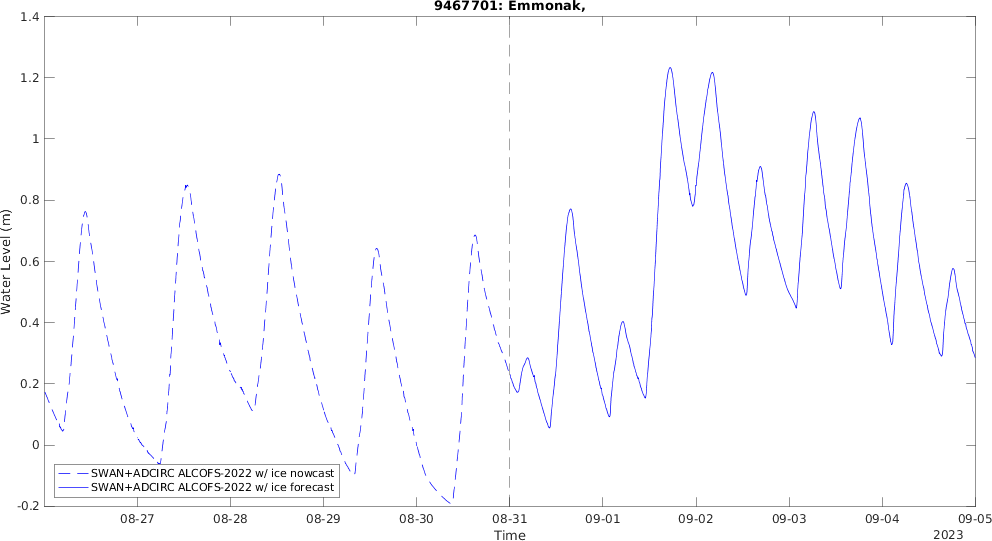 9467701: Emmonak,
1.4
1.2
1
0.8
0.6
0.4
0.2
0
-0.2
Water Level (m)
SWAN+ADCIRC ALCOFS-2022 w/ ice nowcast
SWAN+ADCIRC ALCOFS-2022 w/ ice forecast
08-27 08-28 08-29 08-30 08-31 09-01 09-02 09-03 09-04 09-05
Time
2023